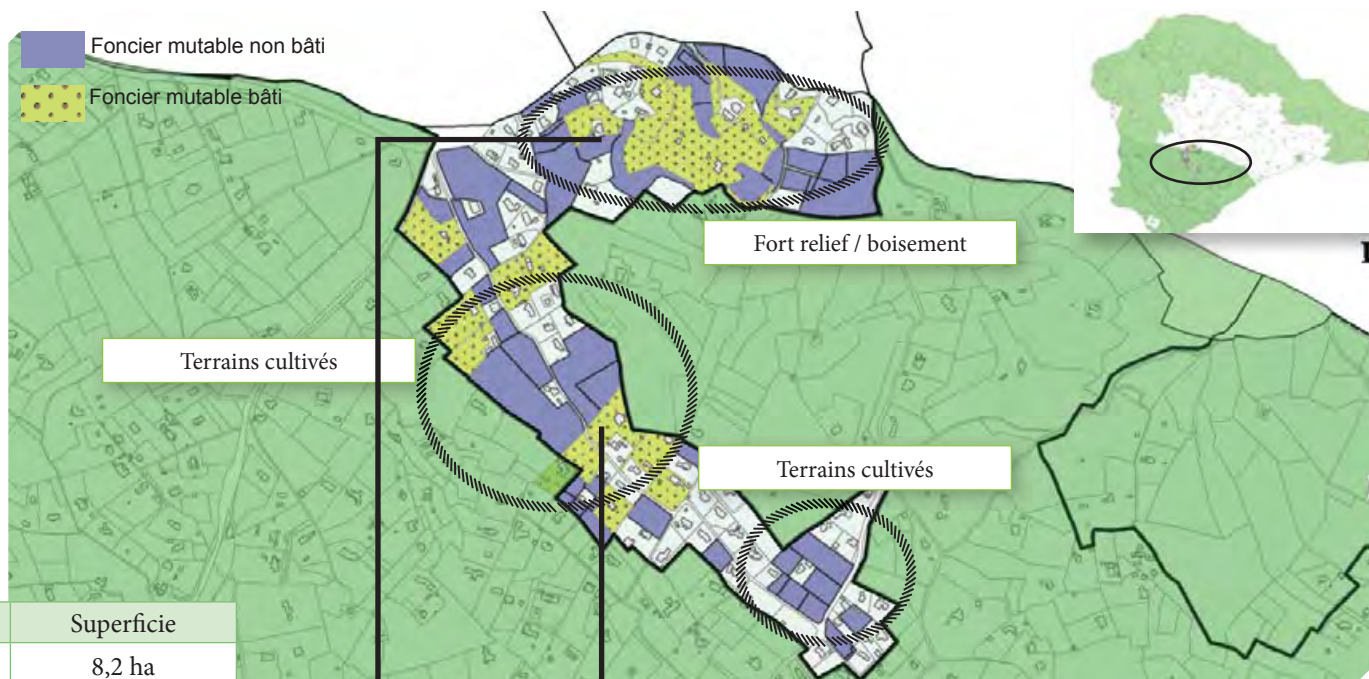 Foncier mutable non bâti
Foncier mutable bâti
Fort relief / boisement
Terrains cultivés
Terrains cultivés
Superficie
8,2 ha